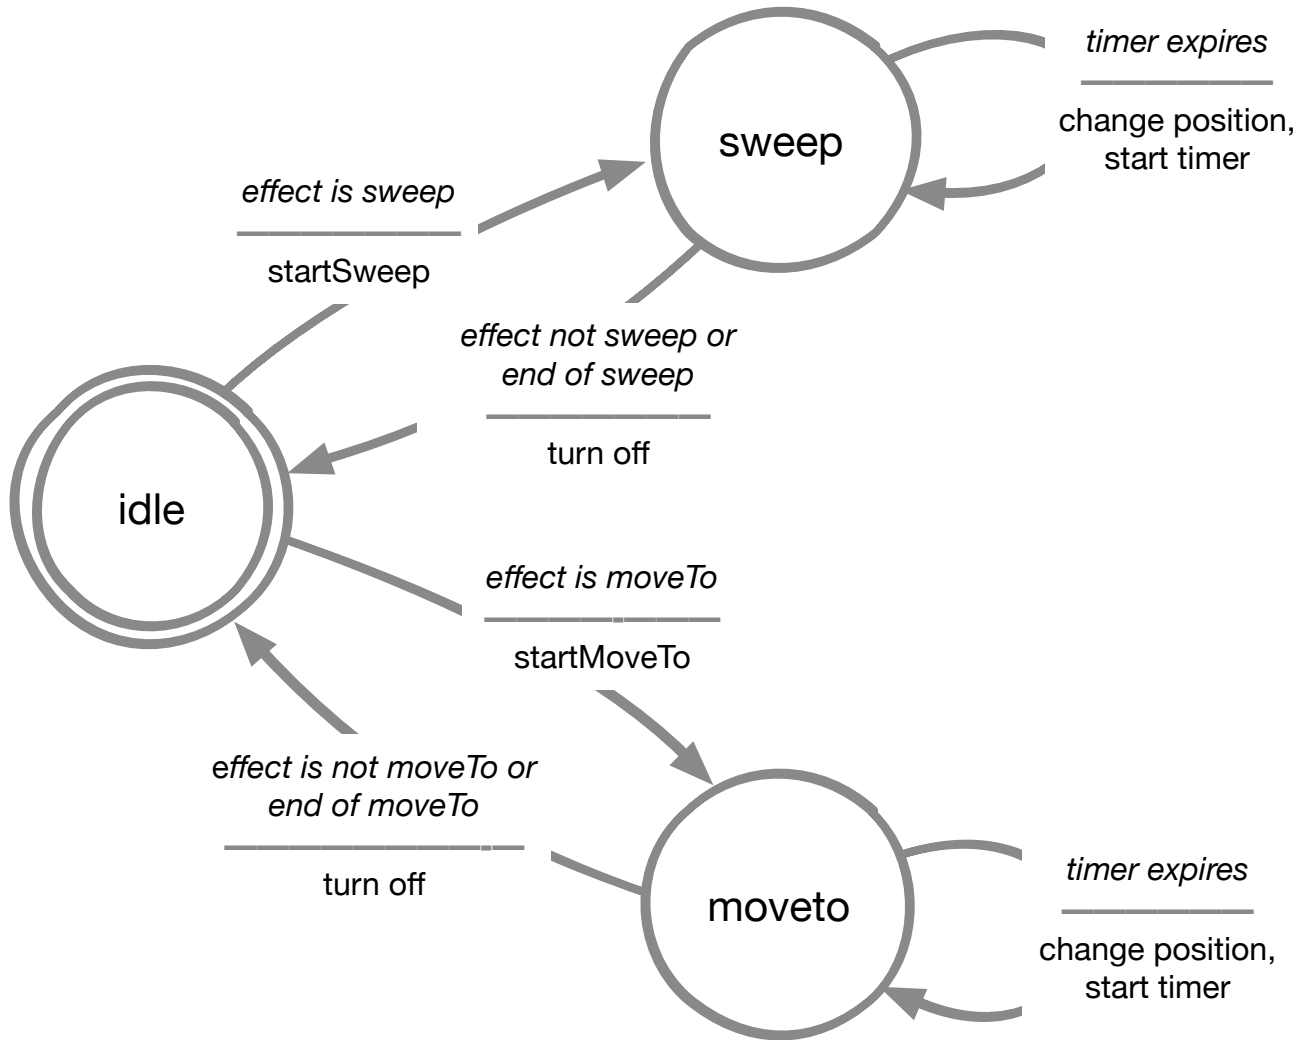 timer expires
change position,
start timer
sweep
effect is sweep
startSweep
effect not sweep or
end of sweep
turn off
idle
effect is moveTo
startMoveTo
effect is not moveTo or
end of moveTo
turn off
moveto
timer expires
change position,
start timer